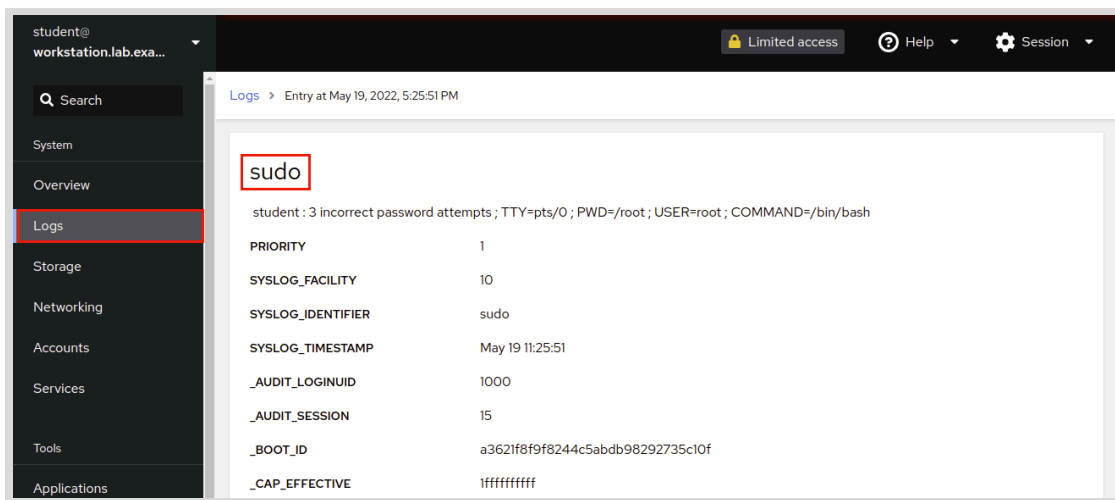 student@
workstation.lab.exa...
Limited access
Help
Session
Search
Logs > Entry at May 19, 2022, 5:25:51 PM
System
Overview
Logs
Storage
Networking
Accounts
Services
Tools
Applications
sudo
student : 3 incorrect password attempts ; TTY=pts/0 ; PWD=/root ; USER=root ; COMMAND=/bin/bash
PRIORITY 1
SYSLOG_FACILITY 10
SYSLOG_IDENTIFIER sudo
SYSLOG_TIMESTAMP May 19 11:25:51
_AUDIT_LOGINUID 1000
_AUDIT_SESSION 15
_BOOT_ID a3621f8f9f8244c5abdb98292735c10f
_CAP_EFFECTIVE 1ffffffffff